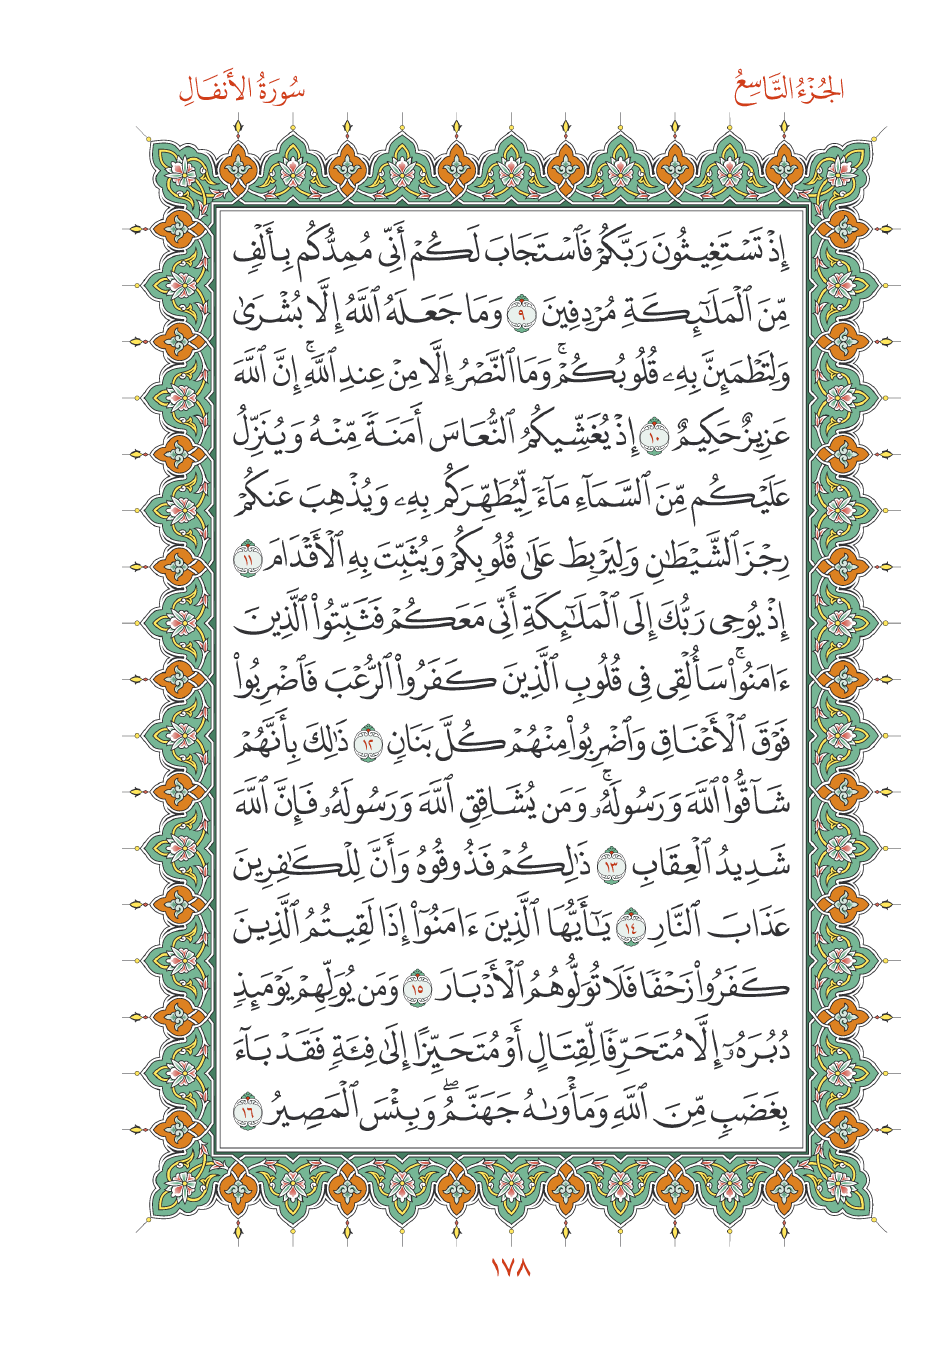 الجُزْءُ التَّاسِعُ
سُورَةُ الأَنفَالِ
إِذْ تَسْتَغِيثُونَ رَبَّكُمْ فَٱسْتَجَابَ لَكُمْ أَنِّى مُمِدُّكُم بِأَلْفٍ
مِّنَ ٱلْمَلَـٰٓئِكَةِ مُرْدِفِينَ ٩ وَمَا جَعَلَهُ ٱللَّهُ إِلَّا بُشْرَىٰ
وَلِتَطْمَئِنَّ بِهِۦ قُلُوبُكُمْ ۚ وَمَا ٱلنَّصْرُ إِلَّا مِنْ عِندِ ٱللَّهِ ۚ إِنَّ ٱللَّهَ
عَزِيزٌ حَكِيمٌ ١٠ إِذْ يُغَشِّيكُمُ ٱلنُّعَاسَ أَمَنَةً مِّنْهُ وَيُنَزِّلُ
عَلَيْكُم مِّنَ ٱلسَّمَآءِ مَآءً لِّيُطَهِّرَكُم بِهِۦ وَيُذْهِبَ عَنكُمْ
رِجْزَ ٱلشَّيْطَـٰنِ وَلِيَرْبِطَ عَلَىٰ قُلُوبِكُمْ وَيُثَبِّتَ بِهِ ٱلْأَقْدَامَ ١١
إِذْ يُوحِى رَبُّكَ إِلَى ٱلْمَلَـٰٓئِكَةِ أَنِّى مَعَكُمْ فَثَبِّتُوا۟ ٱلَّذِينَ
ءَامَنُوا۟ ۚ سَأُلْقِى فِى قُلُوبِ ٱلَّذِينَ كَفَرُوا۟ ٱلرُّعْبَ فَٱضْرِبُوا۟
فَوْقَ ٱلْأَعْنَاقِ وَٱضْرِبُوا۟ مِنْهُمْ كُلَّ بَنَانٍ ١٢ ذَٰلِكَ بِأَنَّهُمْ
شَآقُّوا۟ ٱللَّهَ وَرَسُولَهُۥ ۚ وَمَن يُشَاقِقِ ٱللَّهَ وَرَسُولَهُۥ فَإِنَّ ٱللَّهَ
شَدِيدُ ٱلْعِقَابِ ١٣ ذَٰلِكُمْ فَذُوقُوهُ وَأَنَّ لِلْكَـٰفِرِينَ
عَذَابَ ٱلنَّارِ ١٤ يَـٰٓأَيُّهَا ٱلَّذِينَ ءَامَنُوٓا۟ إِذَا لَقِيتُمُ ٱلَّذِينَ
كَفَرُوا۟ زَحْفًا فَلَا تُوَلُّوهُمُ ٱلْأَدْبَارَ ١٥ وَمَن يُوَلِّهِمْ يَوْمَئِذٍ
دُبُرَهُۥٓ إِلَّا مُتَحَرِّفًا لِّقِتَالٍ أَوْ مُتَحَيِّزًا إِلَىٰ فِئَةٍ فَقَدْ بَآءَ
بِغَضَبٍ مِّنَ ٱللَّهِ وَمَأْوَىٰهُ جَهَنَّمُ ۖ وَبِئْسَ ٱلْمَصِيرُ ١٦
١٧٨